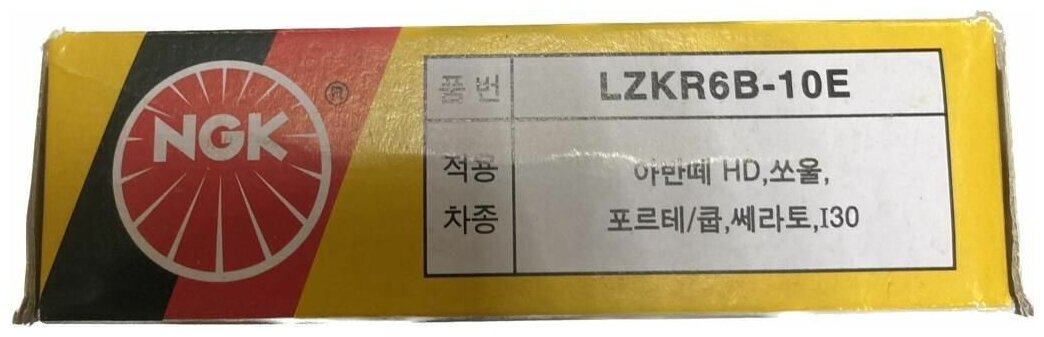 NGK ®
품번 LZKR6B-10E
적용 아반떼 HD,쏘울,
차종 포르테/쿱,쎄라토,I30